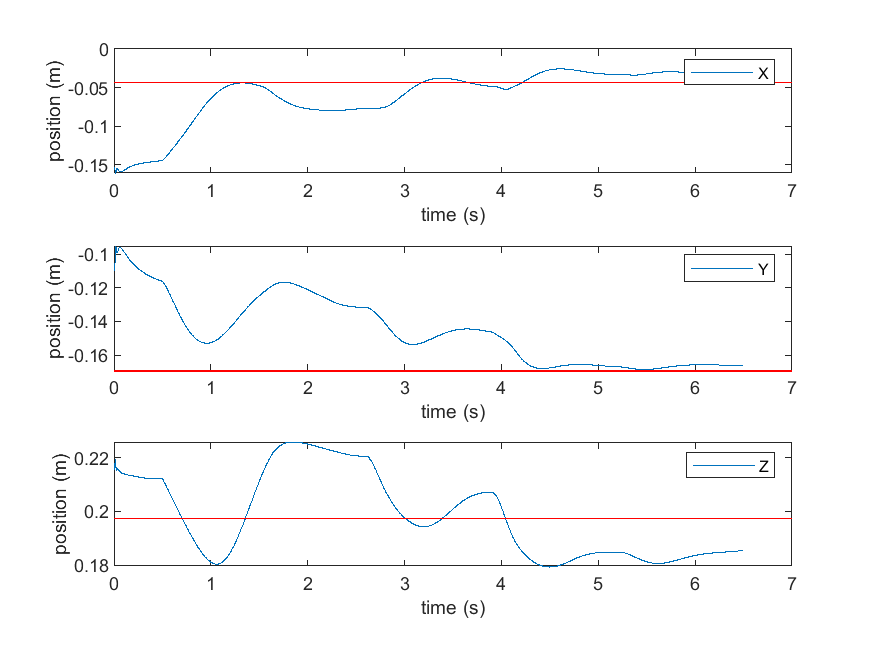 0
-0.05
-0.1
-0.15
position (m)
X
0 1 2 3 4 5 6 7
time (s)
-0.1
-0.12
-0.14
-0.16
position (m)
Y
0 1 2 3 4 5 6 7
time (s)
0.22
0.2
0.18
position (m)
Z
0 1 2 3 4 5 6 7
time (s)